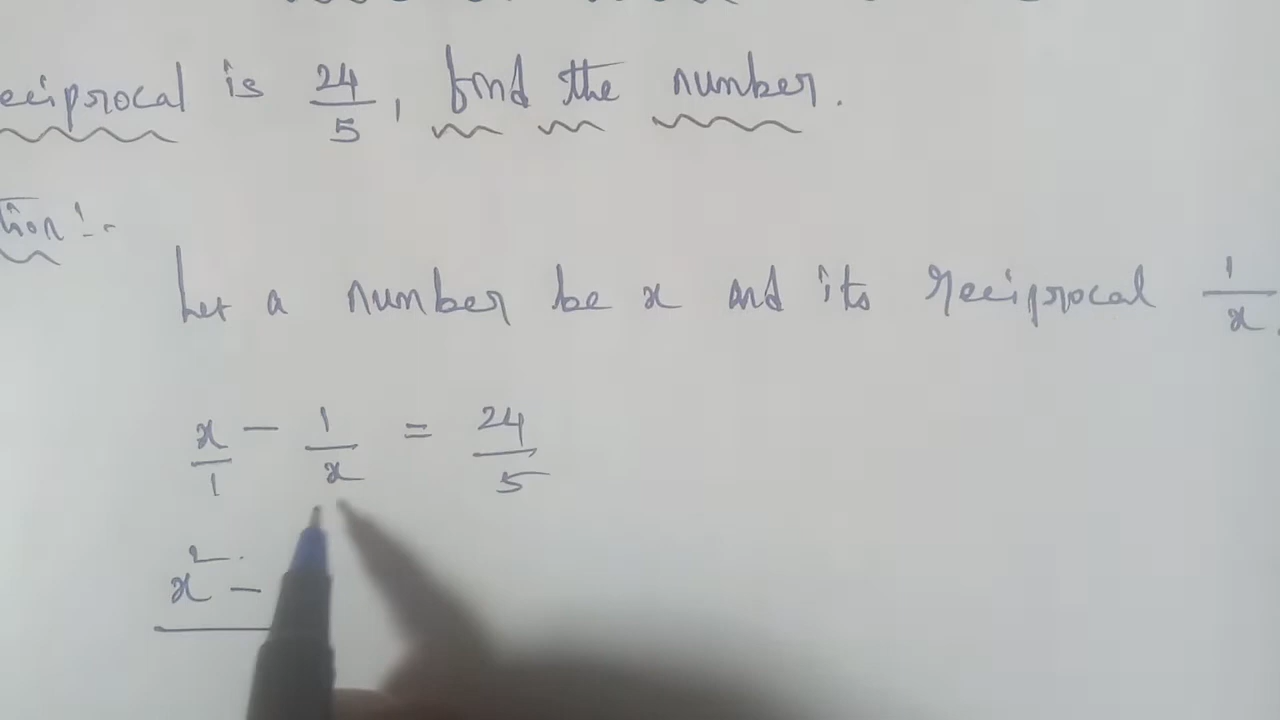 eciprocal is 24/5, find the number.
tion:-
Let a number be x and its reciprocal 1/x.
x/1 - 1/x = 24/5
x² -